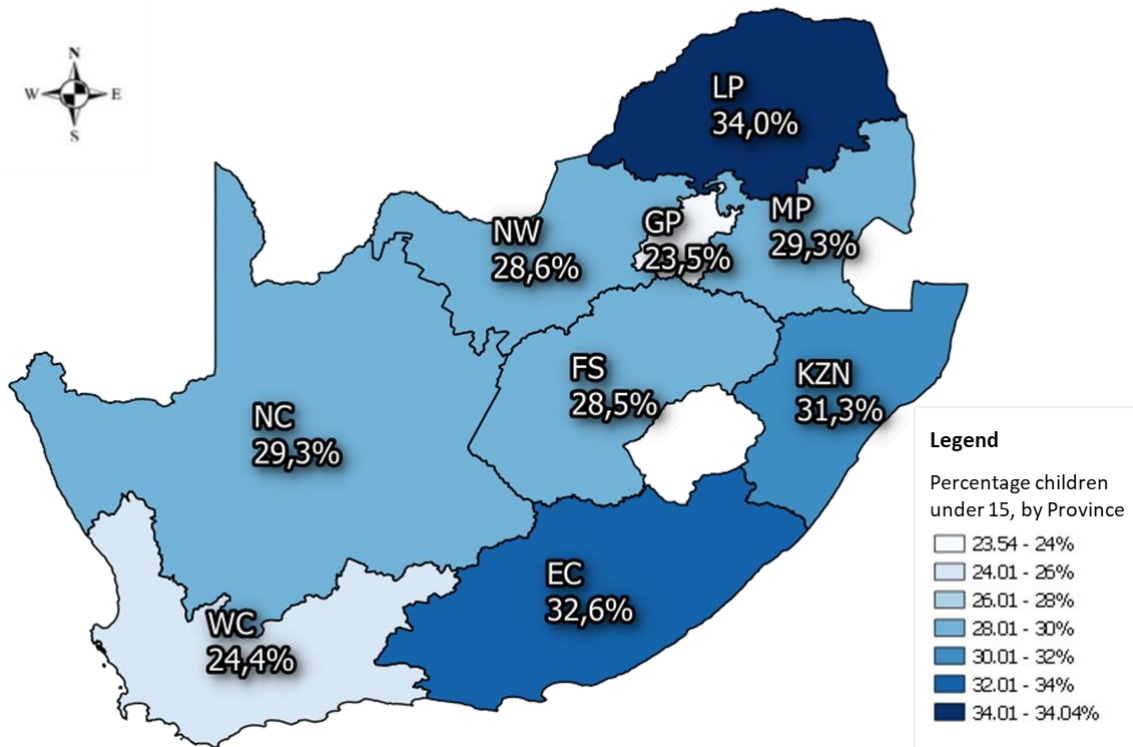 N
W E
S
LP
34,0%
NW
28,6%
GP
23,5%
MP
29,3%
FS
28,5%
KZN
31,3%
NC
29,3%
EC
32,6%
WC
24,4%
Legend
Percentage children
under 15, by Province
23.54 - 24%
24.01 - 26%
26.01 - 28%
28.01 - 30%
30.01 - 32%
32.01 - 34%
34.01 - 34.04%